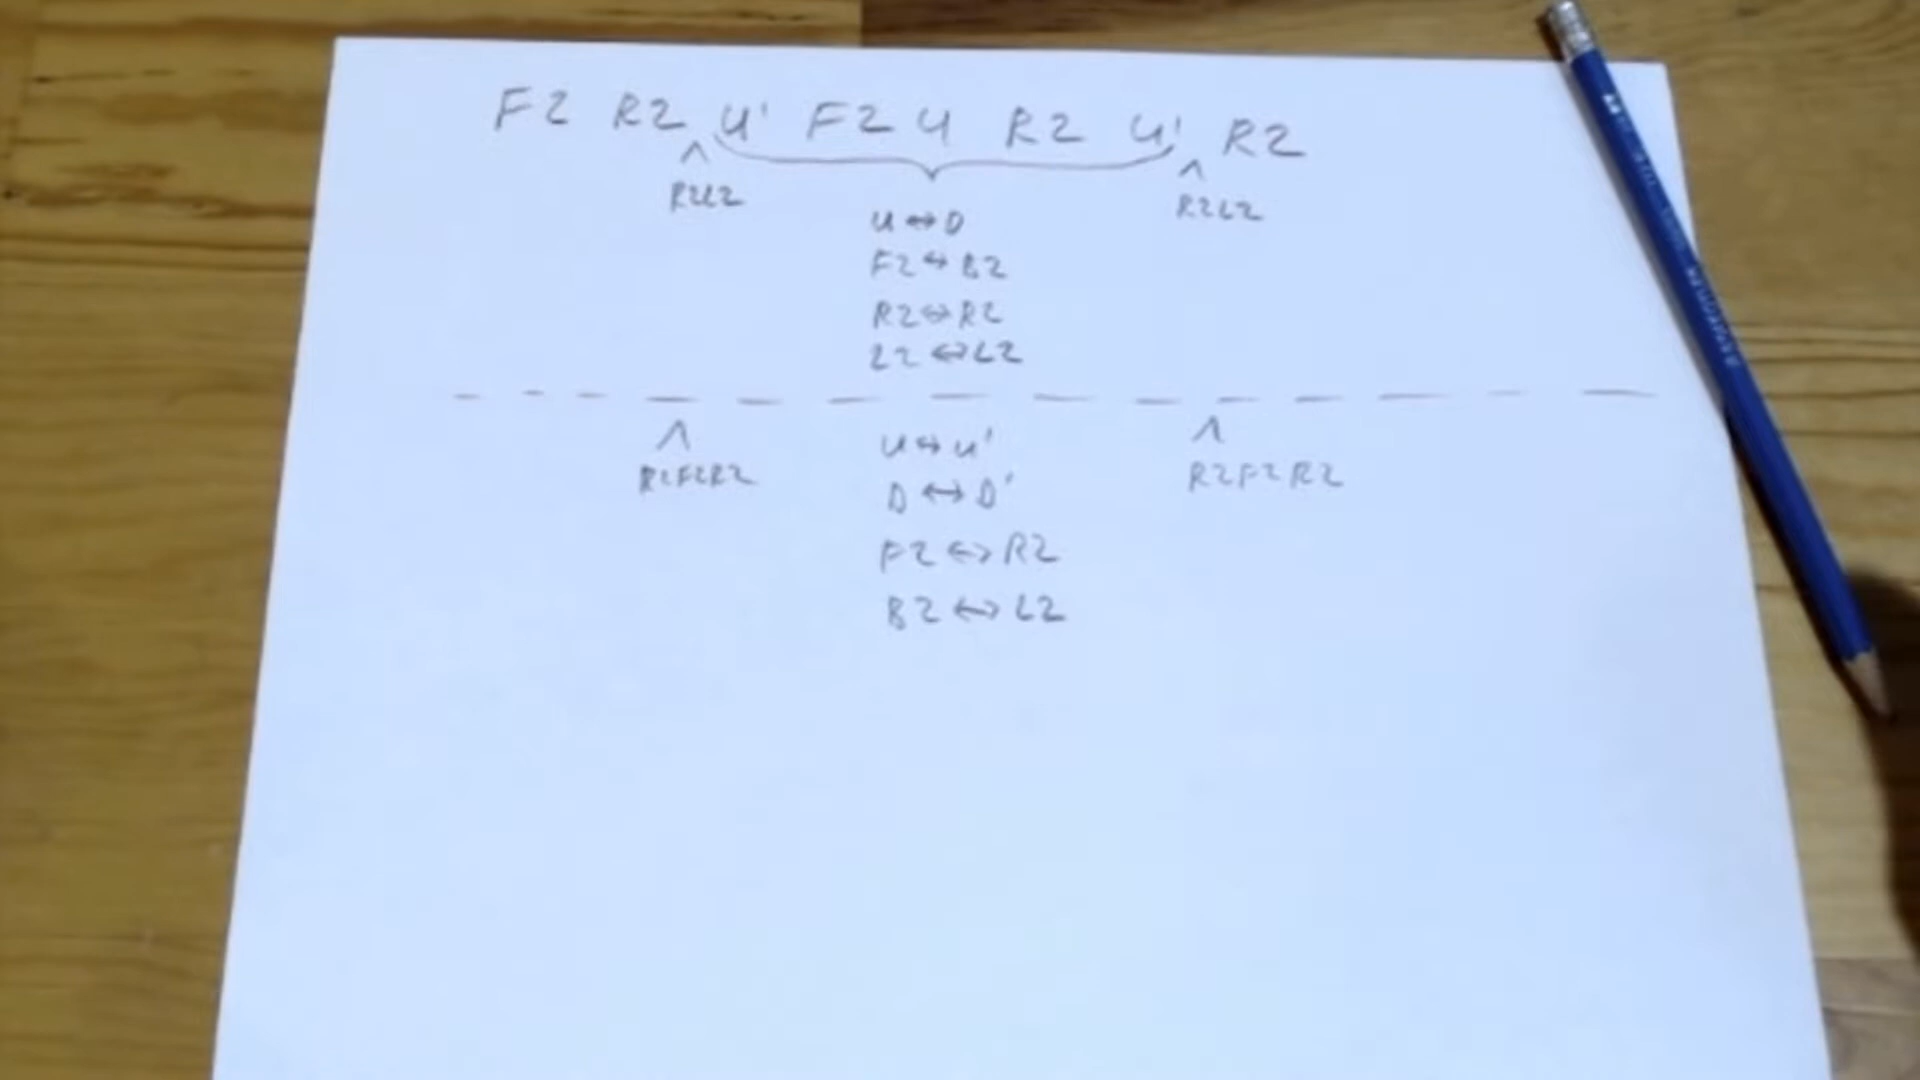 F2 R2 U' F2 U R2 U' R2
^ ^
R2L2 R2L2
U ↔ D
F2 ↔ B2
R2 ↔ R2
L2 ↔ L2
^ U ↔ U' ^
R2F2R2 R2F2R2
D ↔ D'
F2 ↔ R2
B2 ↔ L2